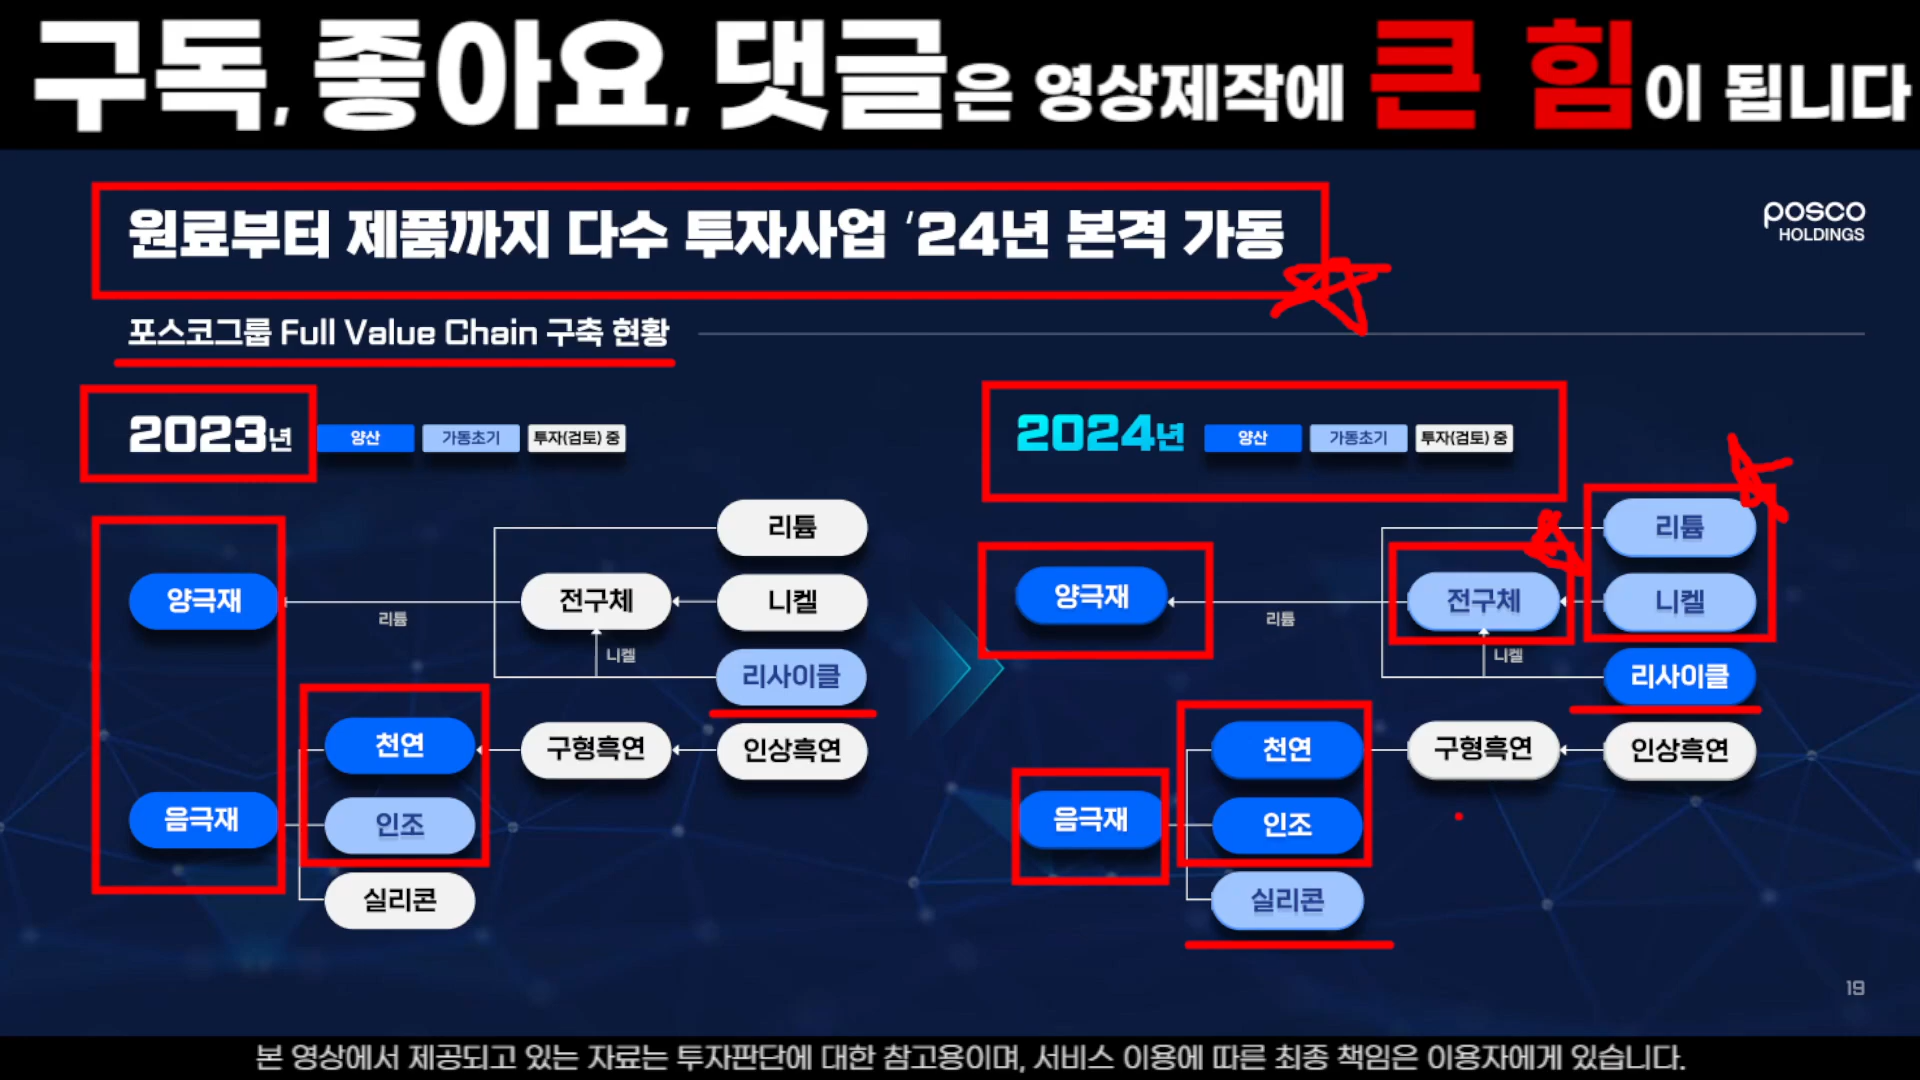 구독, 좋아요, 댓글은 영상제작에 큰 힘이 됩니다
원료부터 제품까지 다수 투자사업 ‘24년 본격 가동
posco
HOLDINGS
포스코그룹 Full Value Chain 구축 현황
2023년 양산 가동초기 투자(검토) 중
리튬
양극재 리튬 전구체 니켈
니켈
리사이클
천연 구형흑연 인상흑연
음극재 인조
실리콘
2024년 양산 가동초기 투자(검토) 중
리튬
양극재 리튬 전구체 니켈
니켈
리사이클
천연 구형흑연 인상흑연
음극재 인조
실리콘
19
본 영상에서 제공되고 있는 자료는 투자판단에 대한 참고용이며, 서비스 이용에 따른 최종 책임은 이용자에게 있습니다.